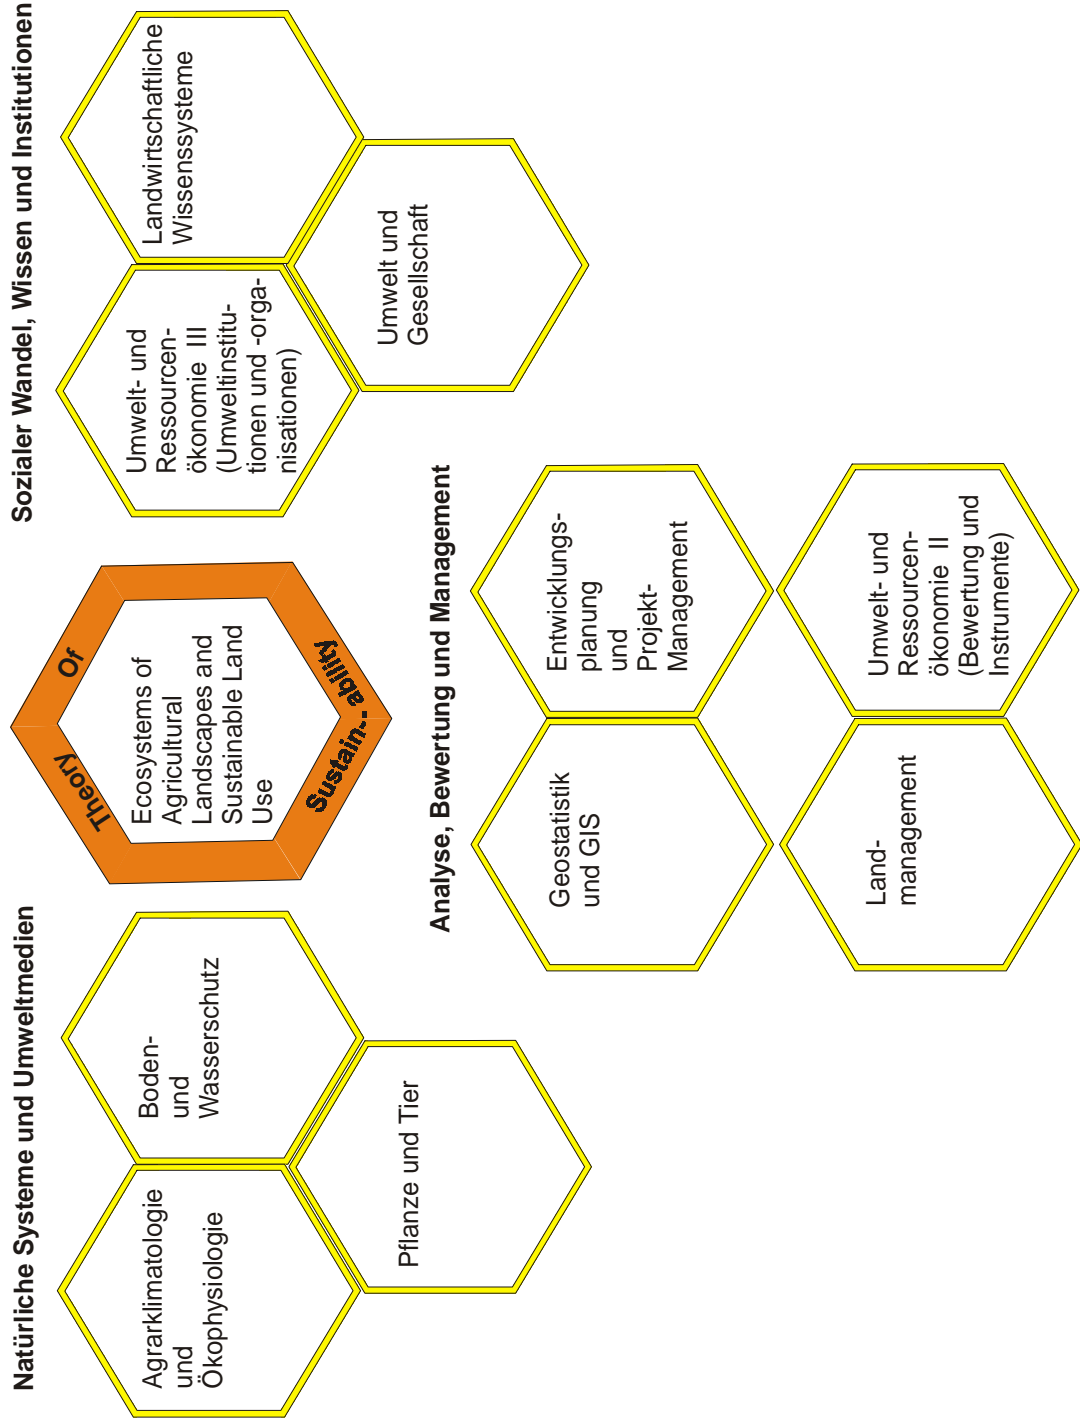 Natürliche Systeme und Umweltmedien
Agrarklimatologie
und
Ökophysiologie
Boden-
und
Wasserschutz
Pflanze und Tier
Theory
Of
Sustain-- ability
Ecosystems of
Agricultural
Landscapes and
Sustainable Land
Use
Sozialer Wandel, Wissen und Institutionen
Umwelt- und
Ressourcen-
ökonomie III
(Umweltinstitu-
tionen und -orga-
nisationen)
Landwirtschaftliche
Wissenssysteme
Umwelt und
Gesellschaft
Analyse, Bewertung und Management
Geostatistik
und GIS
Entwicklungs-
planung
und
Projekt-
Management
Land-
management
Umwelt- und
Ressourcen-
ökonomie II
(Bewertung und
Instrumente)